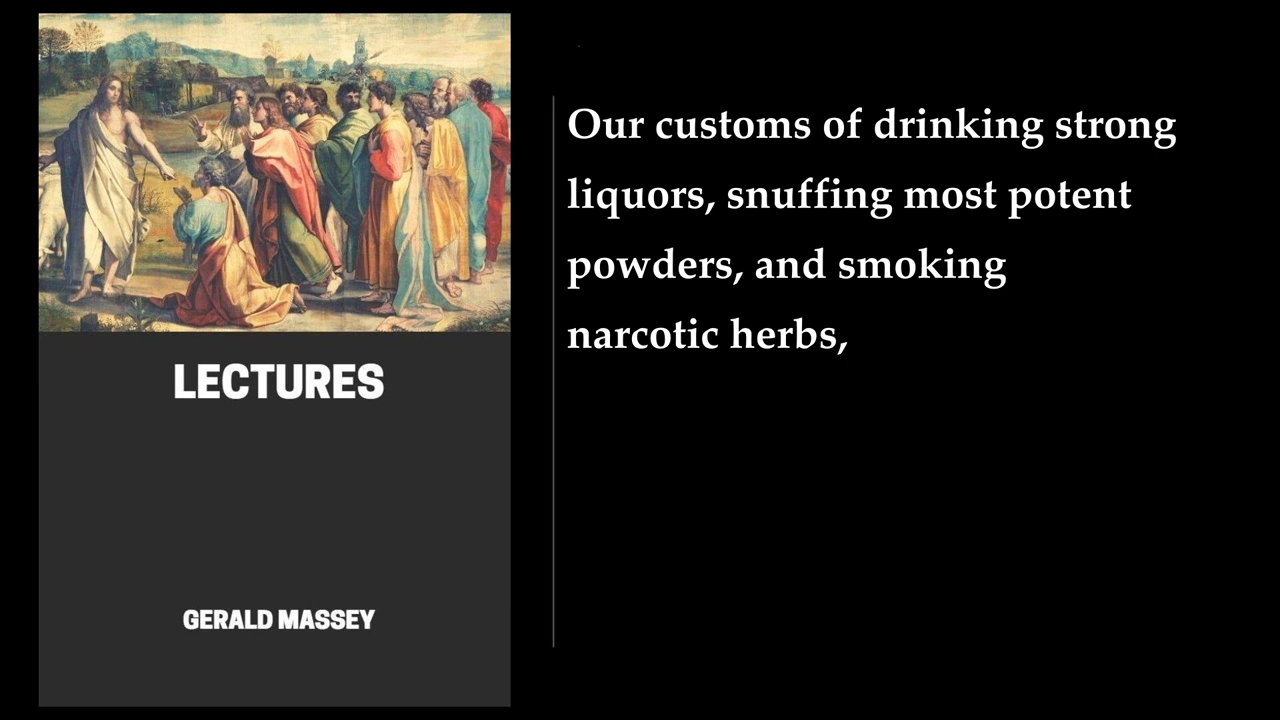 LECTURES
GERALD MASSEY
Our customs of drinking strong
liquors, snuffing most potent
powders, and smoking
narcotic herbs,